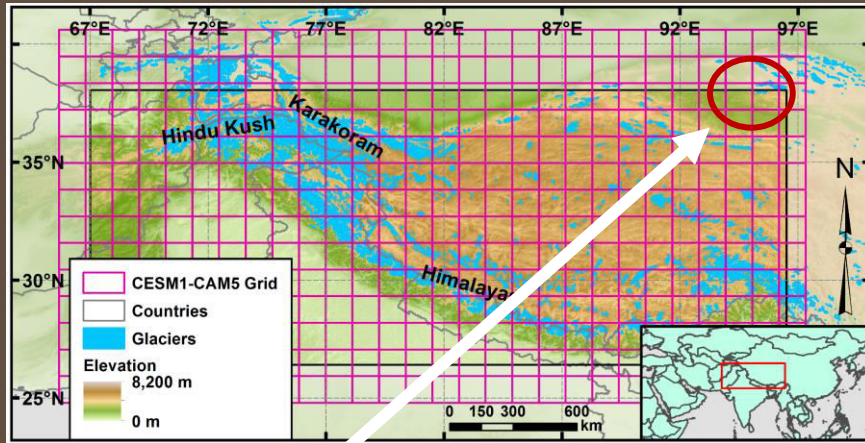 67°E 72°E 77°E 82°E 87°E 92°E 97°E
Karakoram
Hindu Kush
35°N
N
30°N
Himalaya
CESM1-CAM5 Grid
Countries
Glaciers
Elevation
8,200 m
0 m
25°N
0 150 300 600
km